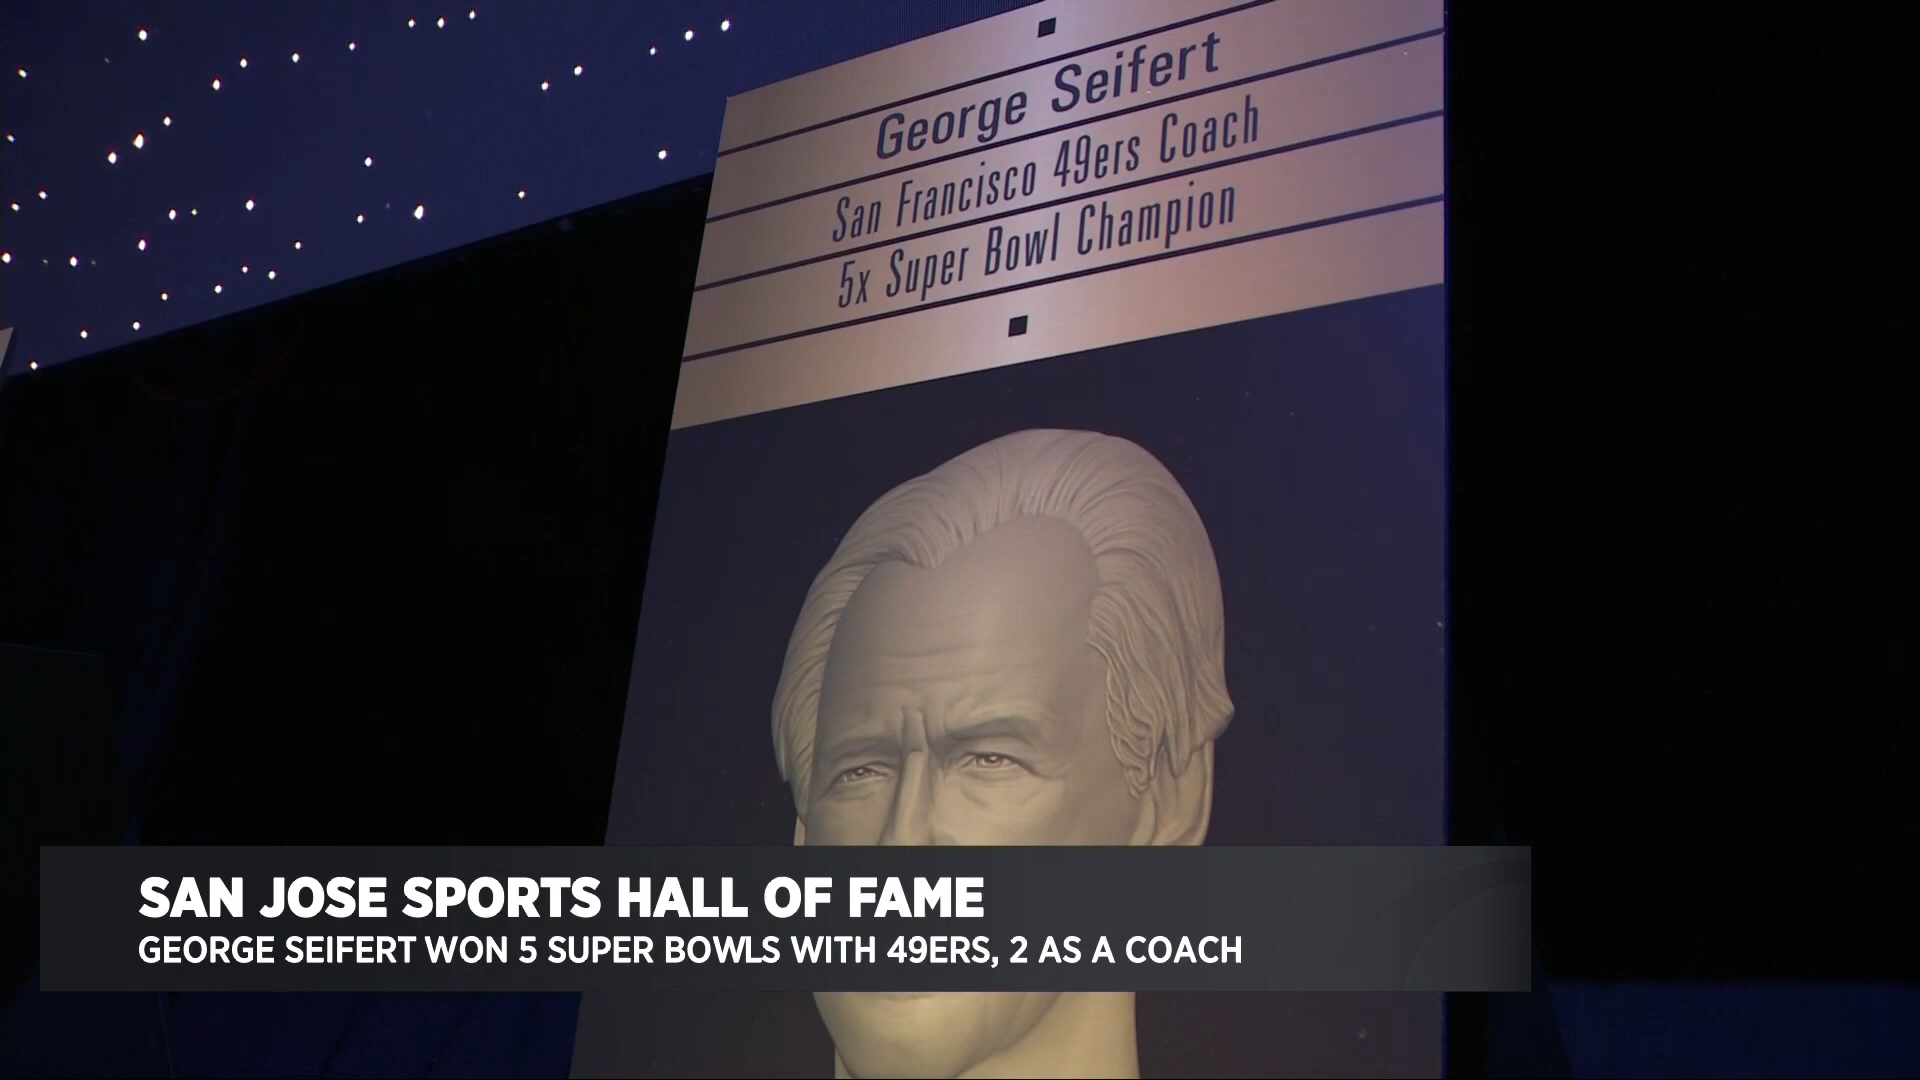 George Seifert
San Francisco 49ers Coach
5x Super Bowl Champion
SAN JOSE SPORTS HALL OF FAME
GEORGE SEIFERT WON 5 SUPER BOWLS WITH 49ERS, 2 AS A COACH